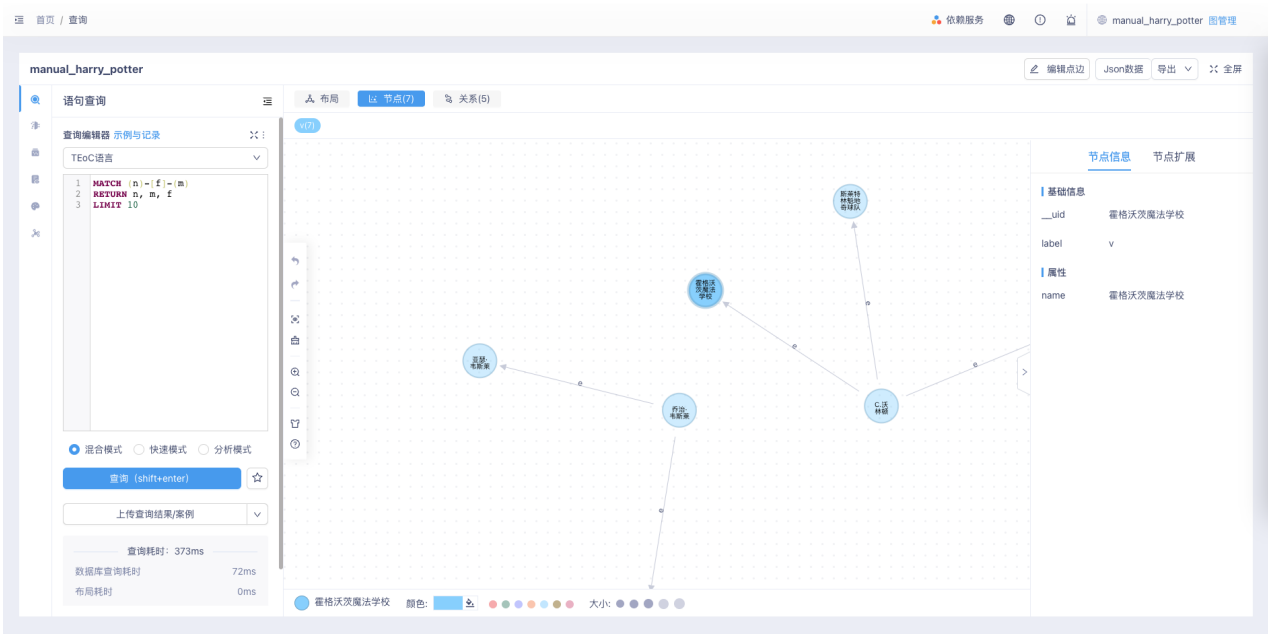 首页 / 查询
依赖服务
manual_harry_potter 图管理
manual_harry_potter
编辑点边
Json数据
导出
全屏
语句查询
布局
节点(7)
关系(5)
v(7)
查询编辑器 示例与记录
TEoC语言
1 MATCH (n)-[f]-(m)
2 RETURN n, m, f
3 LIMIT 10
混合模式
快速模式
分析模式
查询 (shift+enter)
上传查询结果/案例
查询耗时: 373ms
数据库查询耗时 72ms
布局耗时 0ms
斯莱特
林魁地
奇球队
霍格沃
茨魔法
学校
e
e
e
亚瑟·
韦斯莱
e
乔治·
韦斯莱
C.沃
林顿
e
节点信息
节点扩展
基础信息
__uid 霍格沃茨魔法学校
label v
属性
name 霍格沃茨魔法学校
霍格沃茨魔法学校
颜色:
大小: